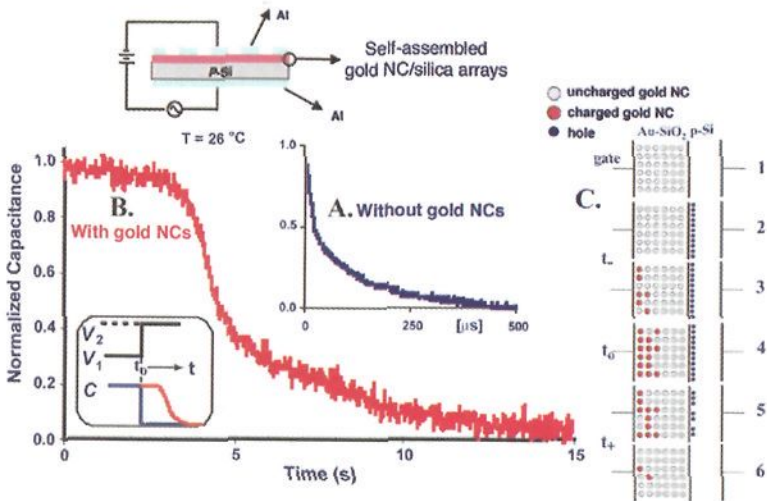 Al
P-Si
Self-assembled
gold NC/silica arrays
Al
T = 26 °C
uncharged gold NC
charged gold NC
hole
Au-SiO₂ p-Si
gate
1
C.
2
t-
3
t₀
4
5
t+
6
Normalized Capacitance
1.0
0.8
0.6
0.4
0.2
0.0
B.
With gold NCs
1.0
0.5
0.0
A. Without gold NCs
0
250
[µs]
500
V₂
V₁
t₀
t
C
0
5
10
15
Time (s)